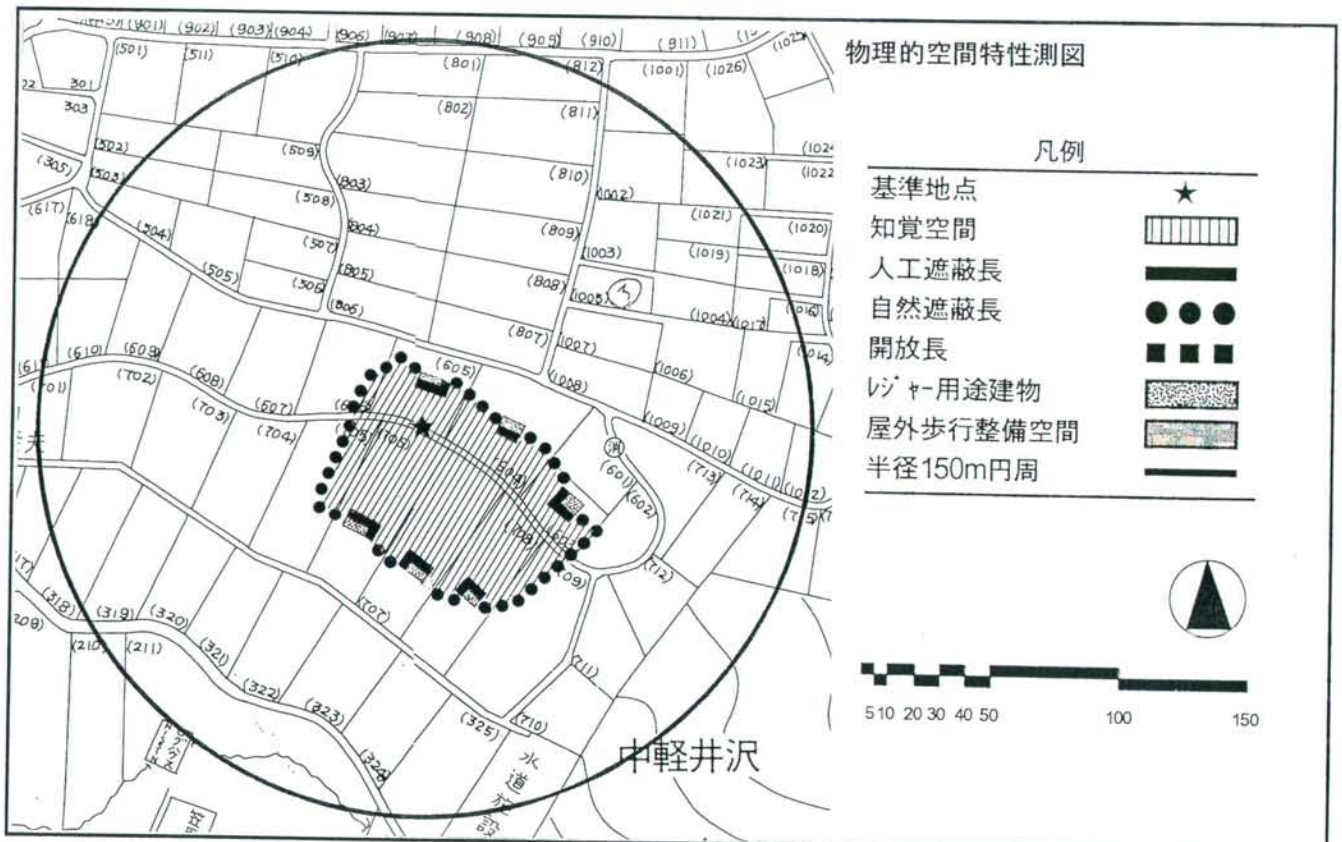 物理的空間特性測図
凡例
基準地点
知覚空間
人工遮蔽長
自然遮蔽長
開放長
ﾚｼﾞｬｰ用途建物
屋外歩行整備空間
半径150m円周
5 10 20 30 40 50 100 150
(901) (902) (903) (904) (906) (907) (908) (909) (910) (911)
(501) (511) (510) (801) (812) (1001) (1026) (1025)
301
303
(802) (811)
(305) (502) (509) (1023)
(503) (508) (803) (810) (1002) (1022
(617) (618) (504) (507) (804) (809) (1021) (1020)
(505) (506) (805) (808) (1003) (1019) (1018)
(806) (807) (1005) (1004) (1017) (1016)
(1007) (1014)
(610) (609) (605) (1006)
(701) (702) (608) (1008) (1015)
(703) (607) (704) (705) (1009) (1010) (1011) (1012)
消
(601) (602) (713) (714) (715)
(712)
(707)
(318) (319) (320) (711)
(210) (211) (321)
(322) (323) (325) (710)
(324)
中軽井沢
水道施設